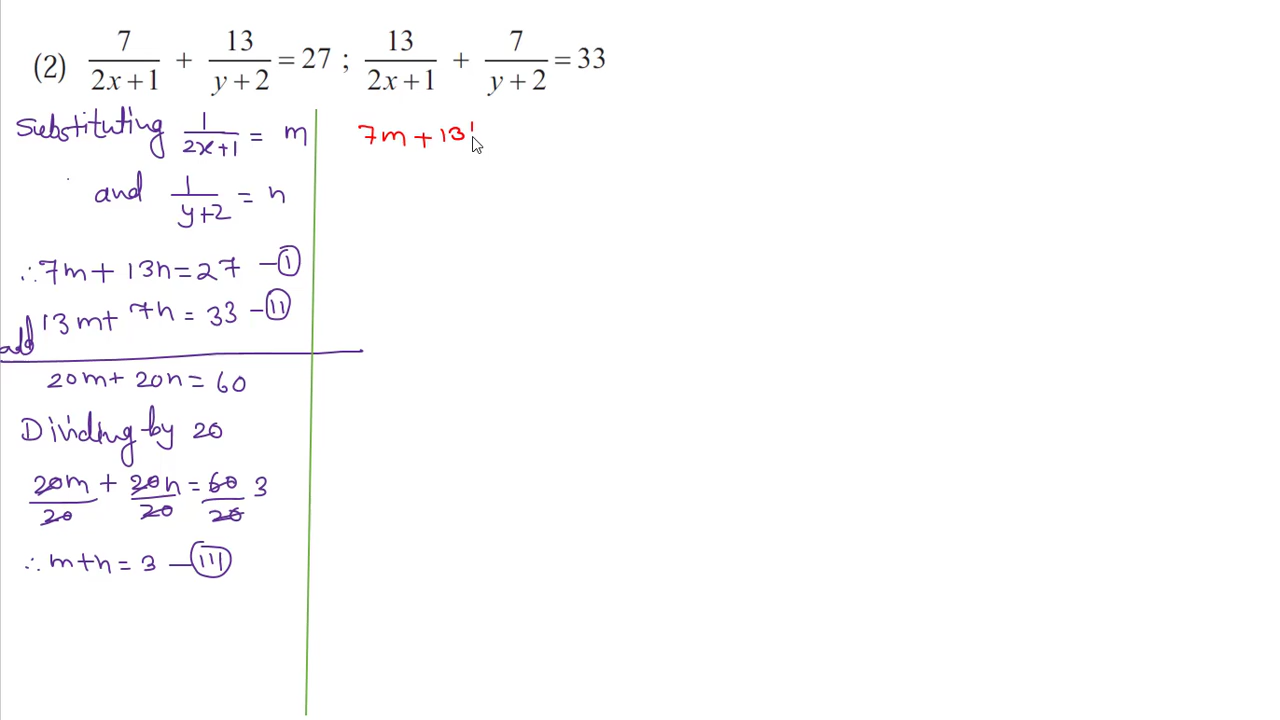 (2) 7/(2x+1) + 13/(y+2) = 27 ; 13/(2x+1) + 7/(y+2) = 33
Substituting 1/(2x+1) = m
and 1/(y+2) = n
∴ 7m + 13n = 27 – (I)
13m + 7n = 33 – (II)
add
20m + 20n = 60
Dividing by 20
20m/20 + 20n/20 = 60/20 3
∴ m+n = 3 – (III)
7m + 13